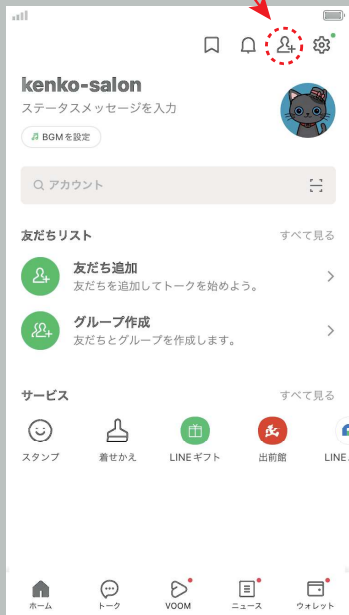 kenko-salon
ステータスメッセージを入力
BGMを設定
アカウント
友だちリスト
すべて見る
友だち追加
友だちを追加してトークを始めよう。
グループ作成
友だちとグループを作成します。
サービス
すべて見る
スタンプ
着せかえ
LINEギフト
出前館
LINE
ホーム
トーク
VOOM
ニュース
ウォレット